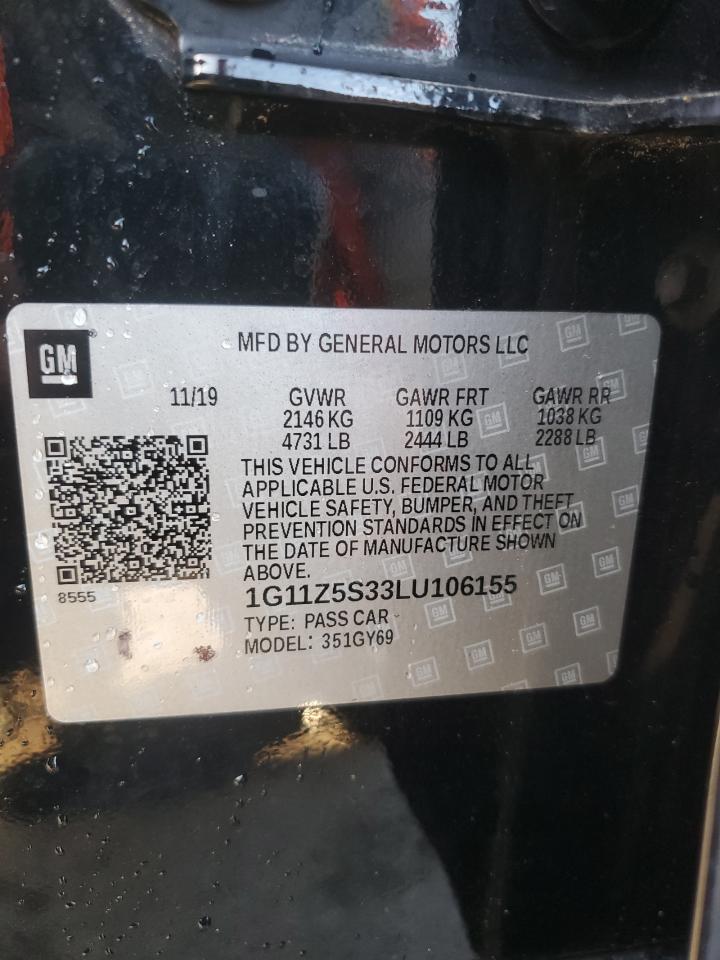 GM
MFD BY GENERAL MOTORS LLC
11/19 GVWR GAWR FRT GAWR RR
2146 KG 1109 KG 1038 KG
4731 LB 2444 LB 2288 LB
THIS VEHICLE CONFORMS TO ALL
APPLICABLE U.S. FEDERAL MOTOR
VEHICLE SAFETY, BUMPER, AND THEFT
PREVENTION STANDARDS IN EFFECT ON
THE DATE OF MANUFACTURE SHOWN
ABOVE.
8555
1G11Z5S33LU106155
TYPE: PASS CAR
MODEL: 351GY69